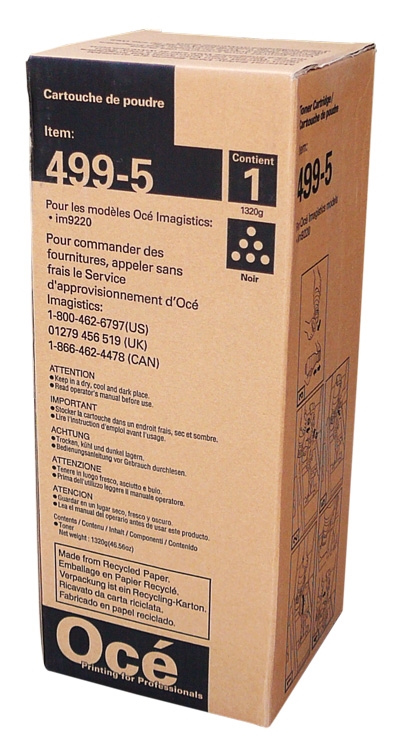 Cartouche de poudre
Item:
499-5
Contient
1
1320g
Pour les modèles Océ Imagistics:
• im9220
Noir
Pour commander des
fournitures, appeler sans
frais le Service
d'approvisionnement d'Océ
Imagistics:
1-800-462-6797(US)
01279 456 519 (UK)
1-866-462-4478 (CAN)
ATTENTION
● Keep in a dry, cool and dark place.
● Read operator's manual before use.
IMPORTANT
● Stocker la cartouche dans un endroit frais, sec et sombre.
● Lire l'instruction d'emploi avant l'usage.
ACHTUNG
● Trocken, kühl und dunkel lagern.
● Bedienungsanleitung vor Gebrauch durchlesen.
ATTENZIONE
● Tenere in luogo fresco, asciutto e buio.
● Prima dell'utilizzo leggere il manuale operatore.
ATENCION
● Guardar en un lugar seco, fresco y oscuro.
● Lea el manual del operario antes de usar este producto.
Contents / Contenu / Inhalt / Componenti / Contenido
● Toner
Net weight : 1320g(46.56oz)
Made from Recycled Paper.
Emballage en Papier Recyclé.
Verpackung ist ein Recycling-Karton.
Ricavato da carta riciclata.
Fabricado en papel reciclado.
Océ
Printing for Professionals
Toner Cartridge/
Cartouche de poudre
Item:
499-5
Océ Imagistics models
im9220